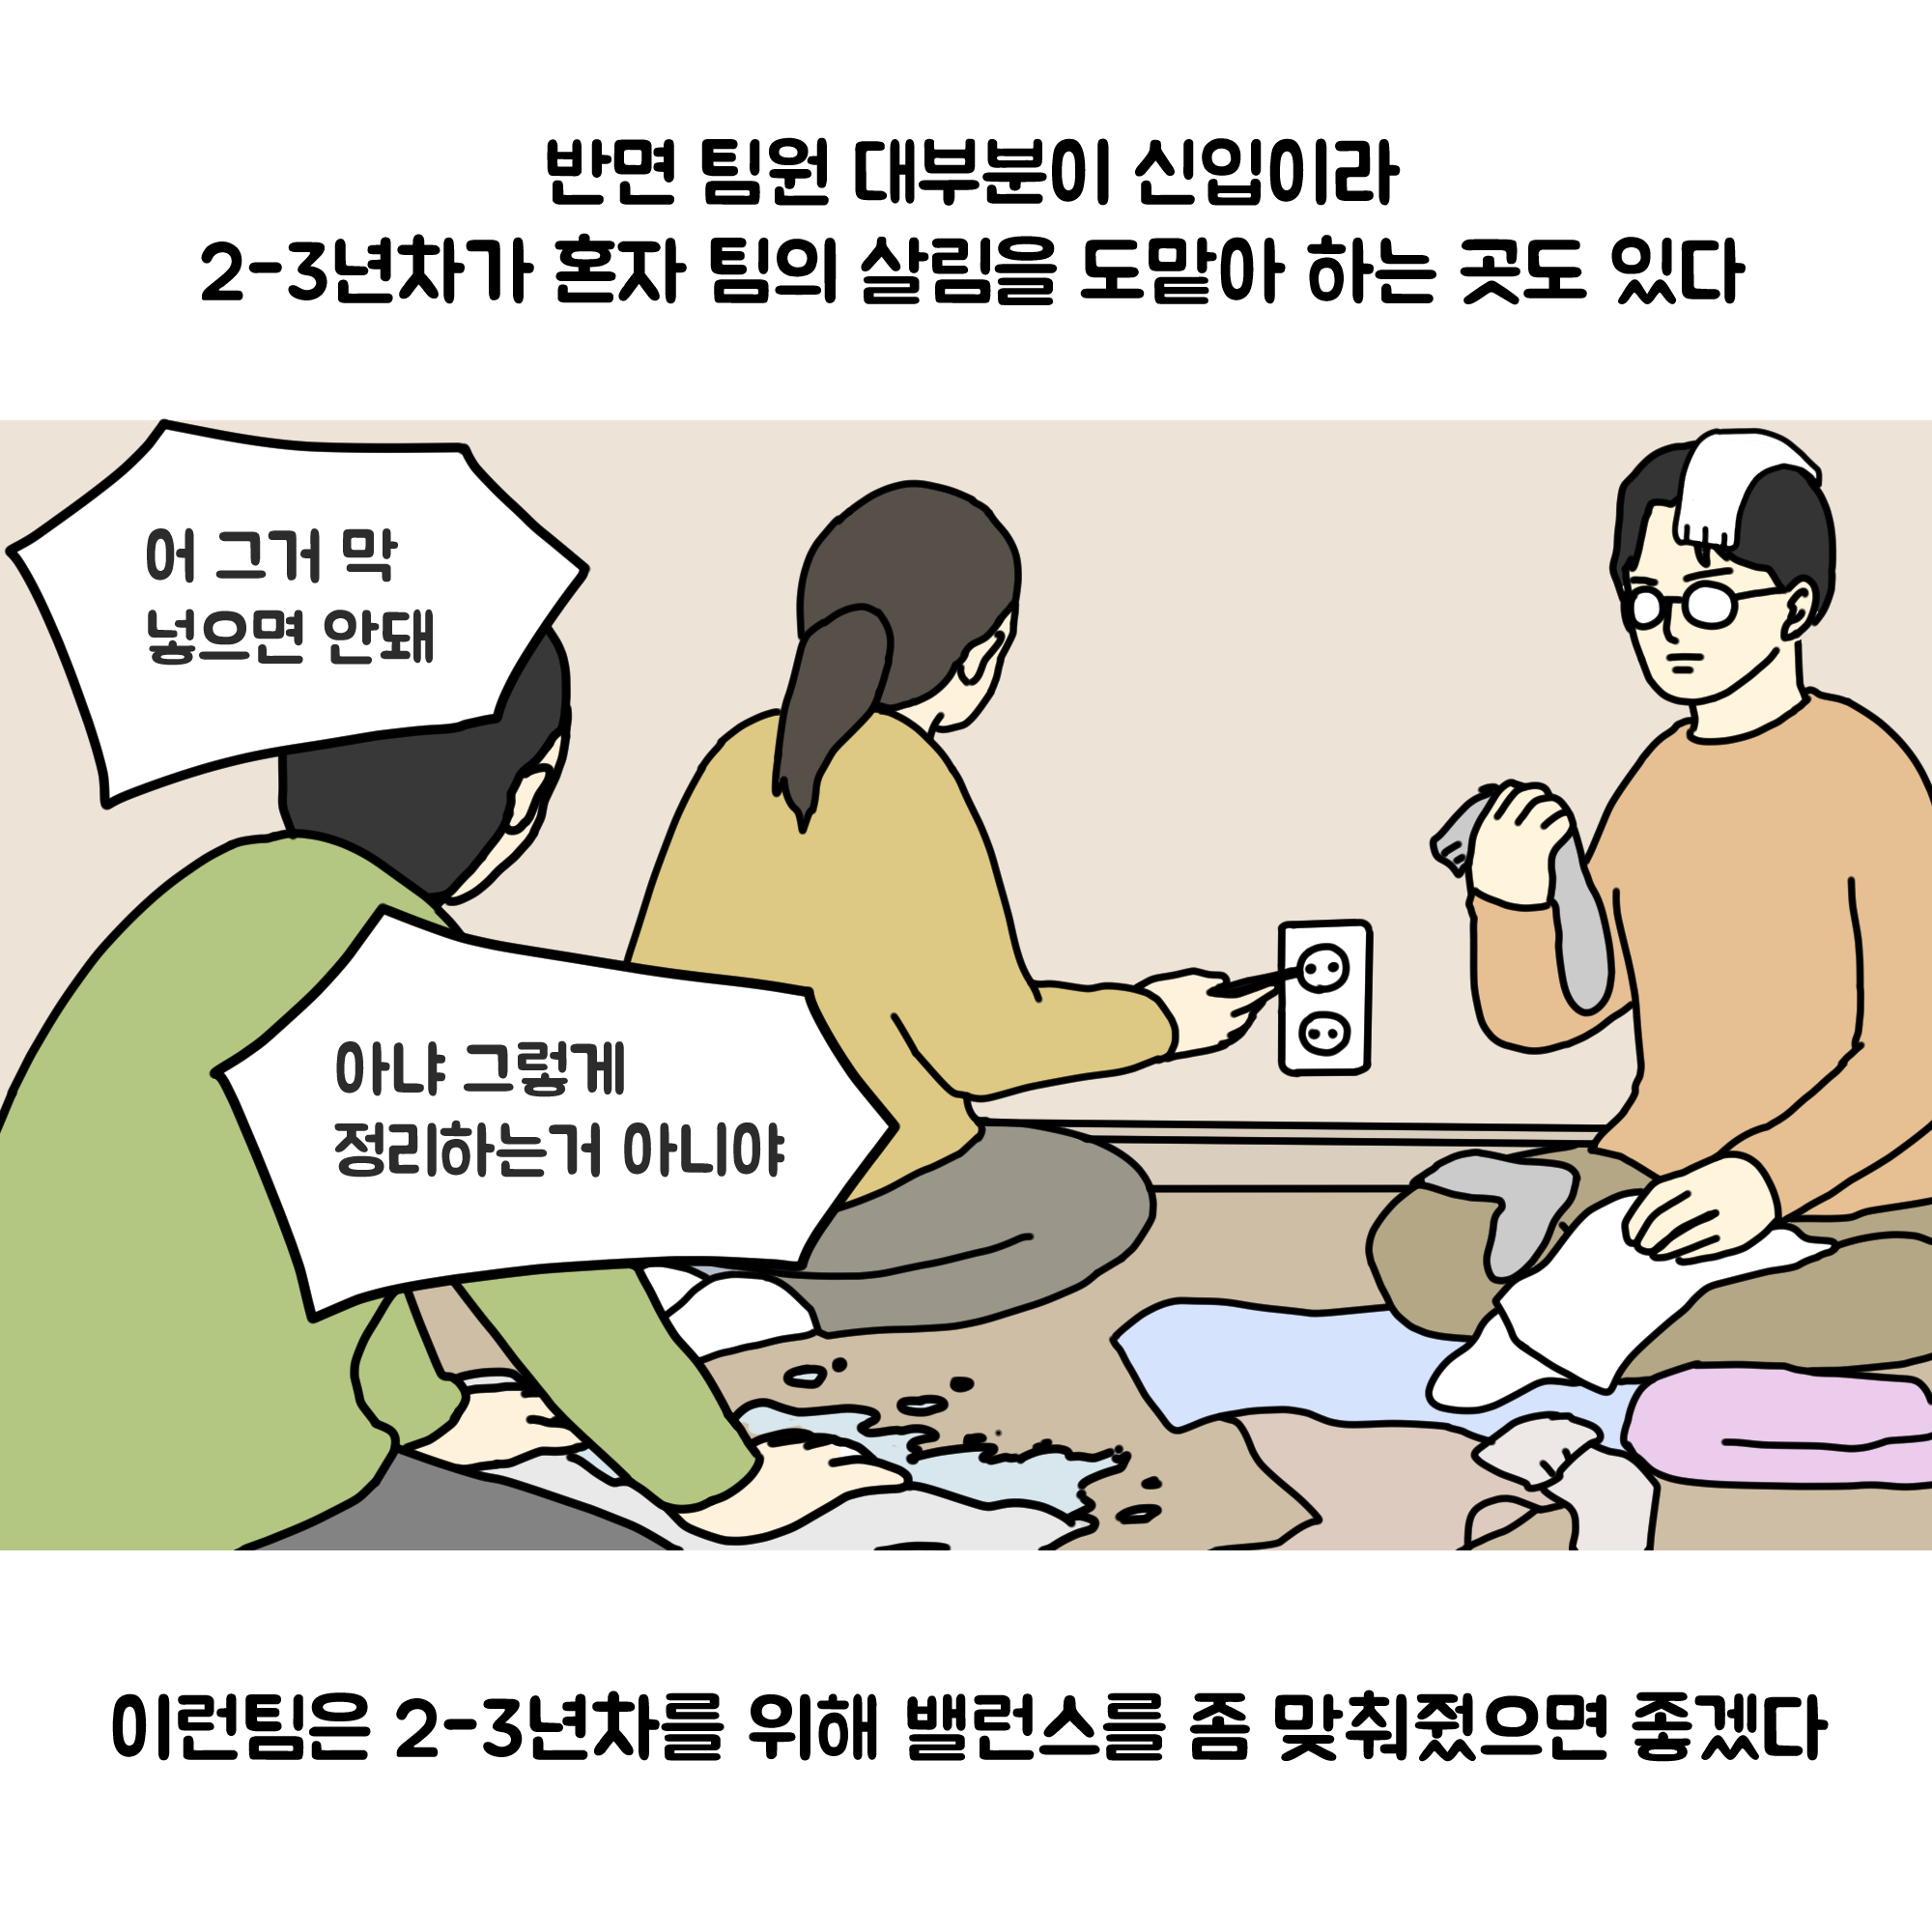 반면 팀원 대부분이 신입이라
2-3년차가 혼자 팀의 살림을 도맡아 하는 곳도 있다
어 그거 막
넣으면 안돼
아냐 그렇게
정리하는거 아니야
이런팀은 2-3년차를 위해 밸런스를 좀 맞춰줬으면 좋겠다